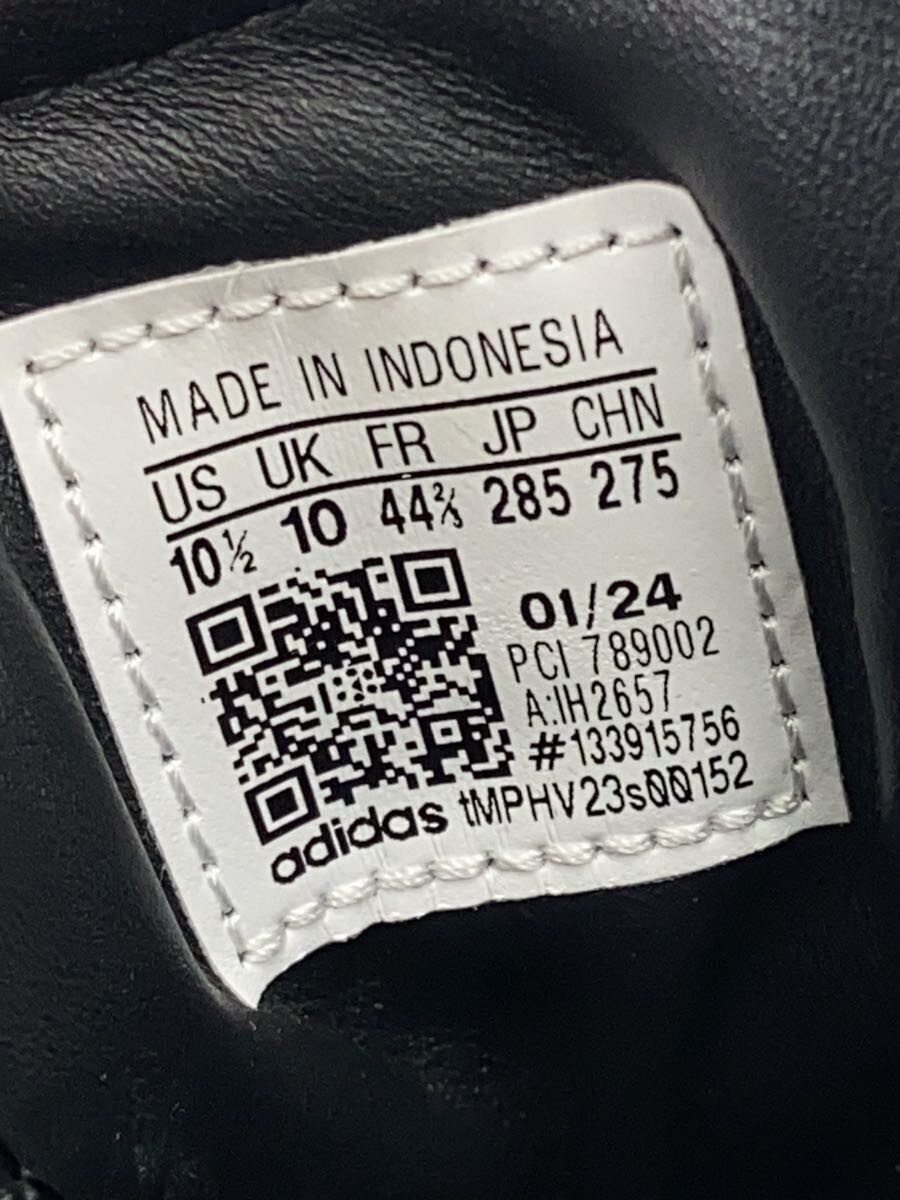 MADE IN INDONESIA
US UK FR JP CHN
10½ 10 44⅔ 285 275
01/24
PCI 789002
A:IH2657
#133915756
adidas tMPHV23s00152